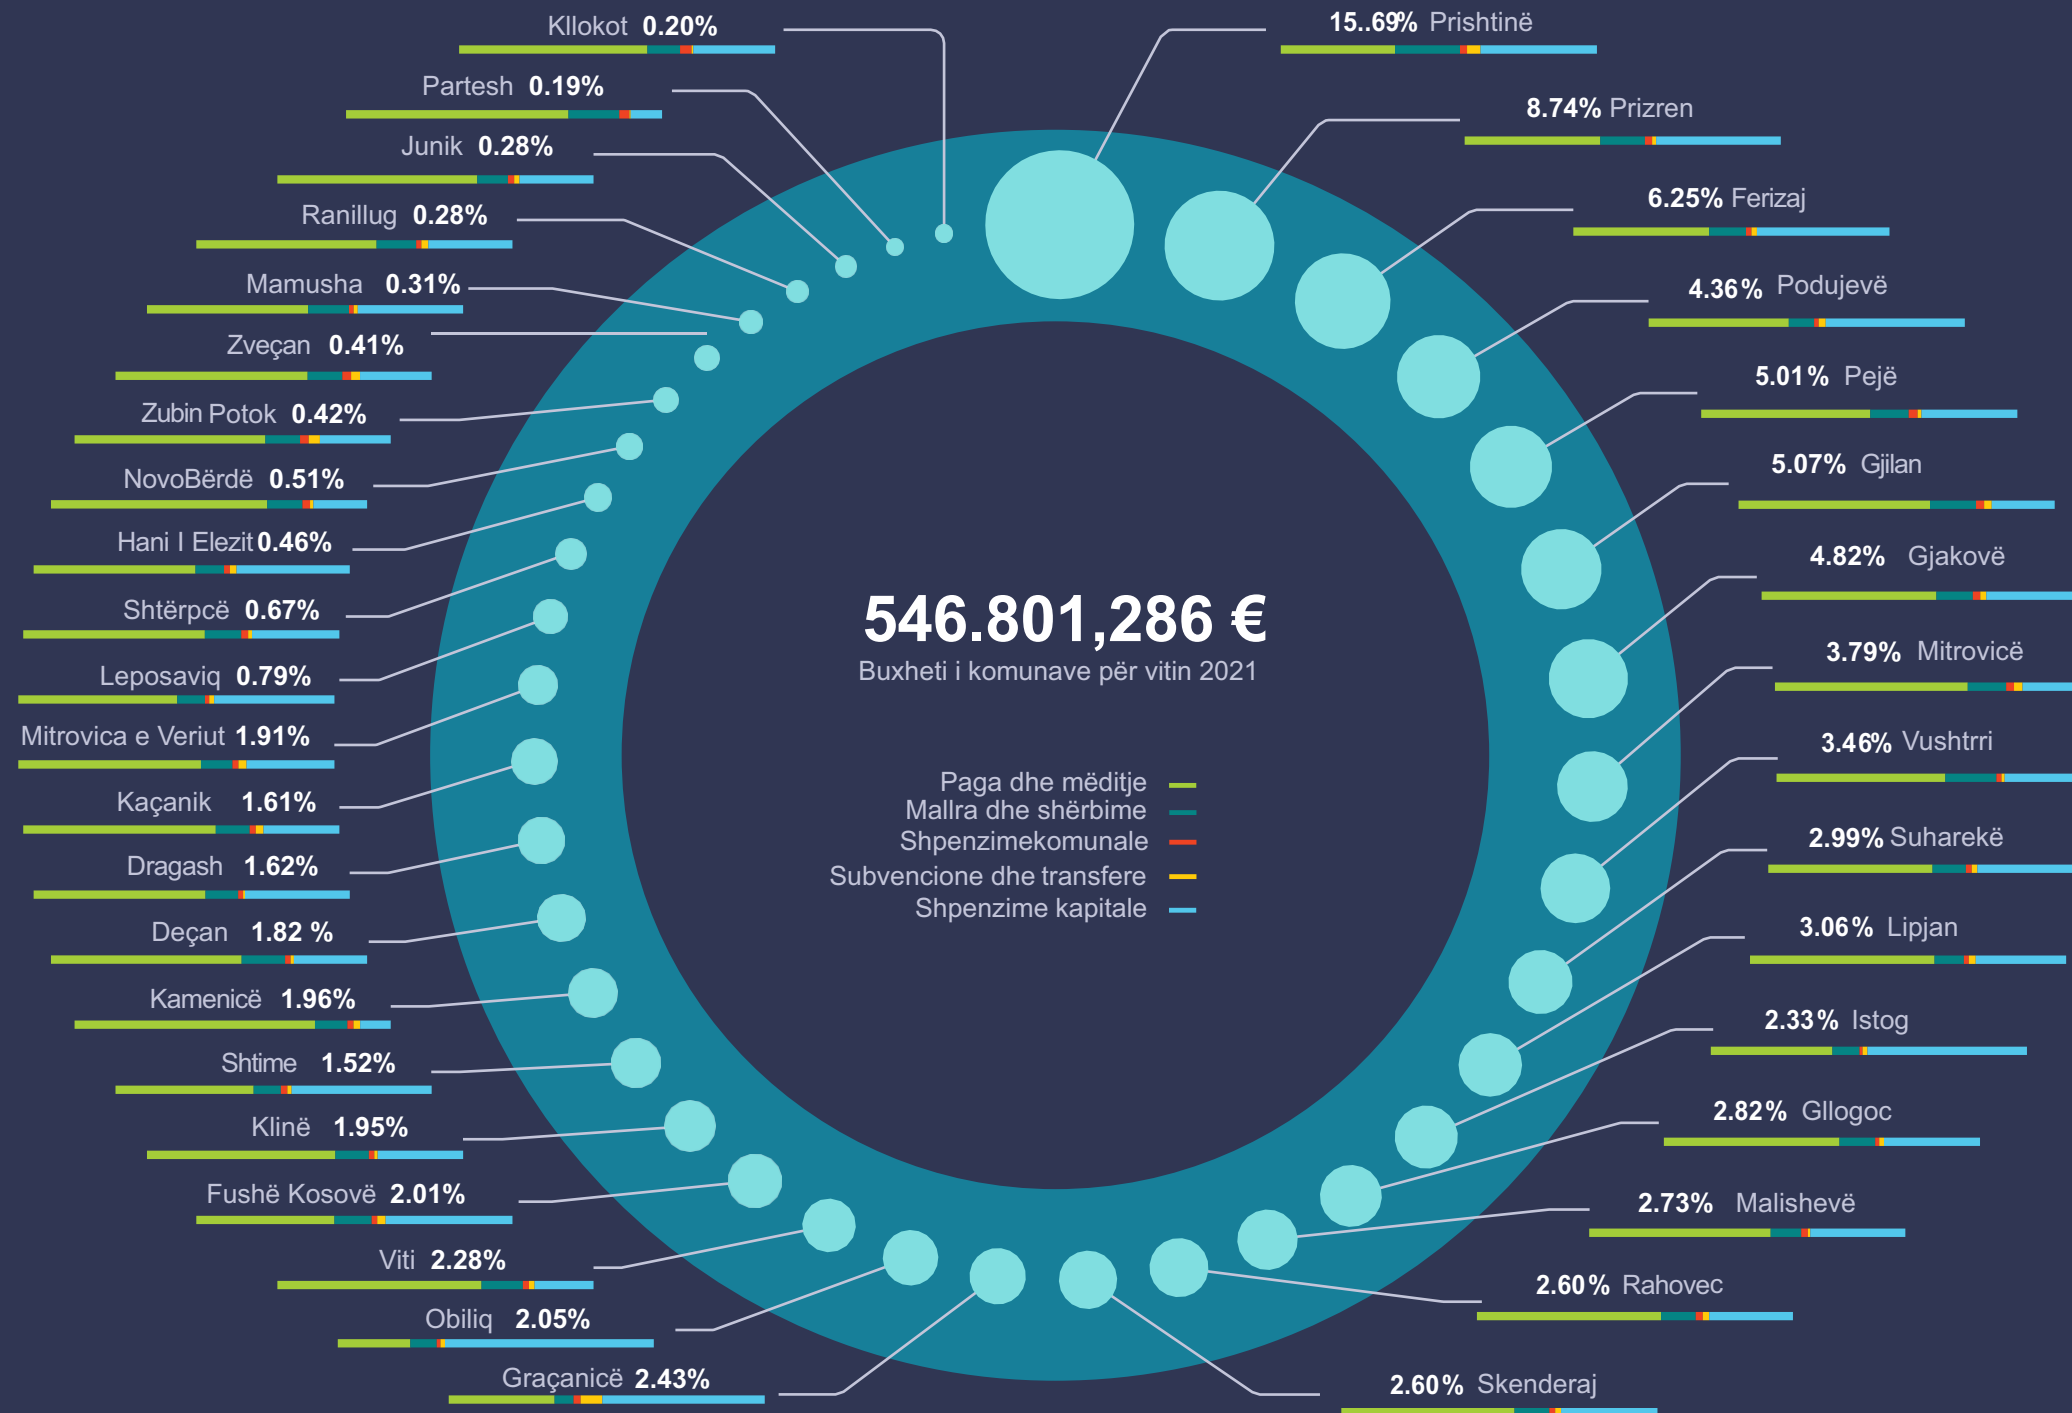 Kllokot 0.20%
Partesh 0.19%
Junik 0.28%
Ranillug 0.28%
Mamusha 0.31%
Zveçan 0.41%
Zubin Potok 0.42%
NovoBërdë 0.51%
Hani I Elezit 0.46%
Shtërpcë 0.67%
Leposaviq 0.79%
Mitrovica e Veriut 1.91%
Kaçanik 1.61%
Dragash 1.62%
Deçan 1.82 %
Kamenicë 1.96%
Shtime 1.52%
Klinë 1.95%
Fushë Kosovë 2.01%
Viti 2.28%
Obiliq 2.05%
Graçanicë 2.43%
546.801,286 €
Buxheti i komunave për vitin 2021
Paga dhe mëditje
Mallra dhe shërbime
Shpenzimekomunale
Subvencione dhe transfere
Shpenzime kapitale
15..69% Prishtinë
8.74% Prizren
6.25% Ferizaj
4.36% Podujevë
5.01% Pejë
5.07% Gjilan
4.82% Gjakovë
3.79% Mitrovicë
3.46% Vushtrri
2.99% Suharekë
3.06% Lipjan
2.33% Istog
2.82% Gllogoc
2.73% Malishevë
2.60% Rahovec
2.60% Skenderaj